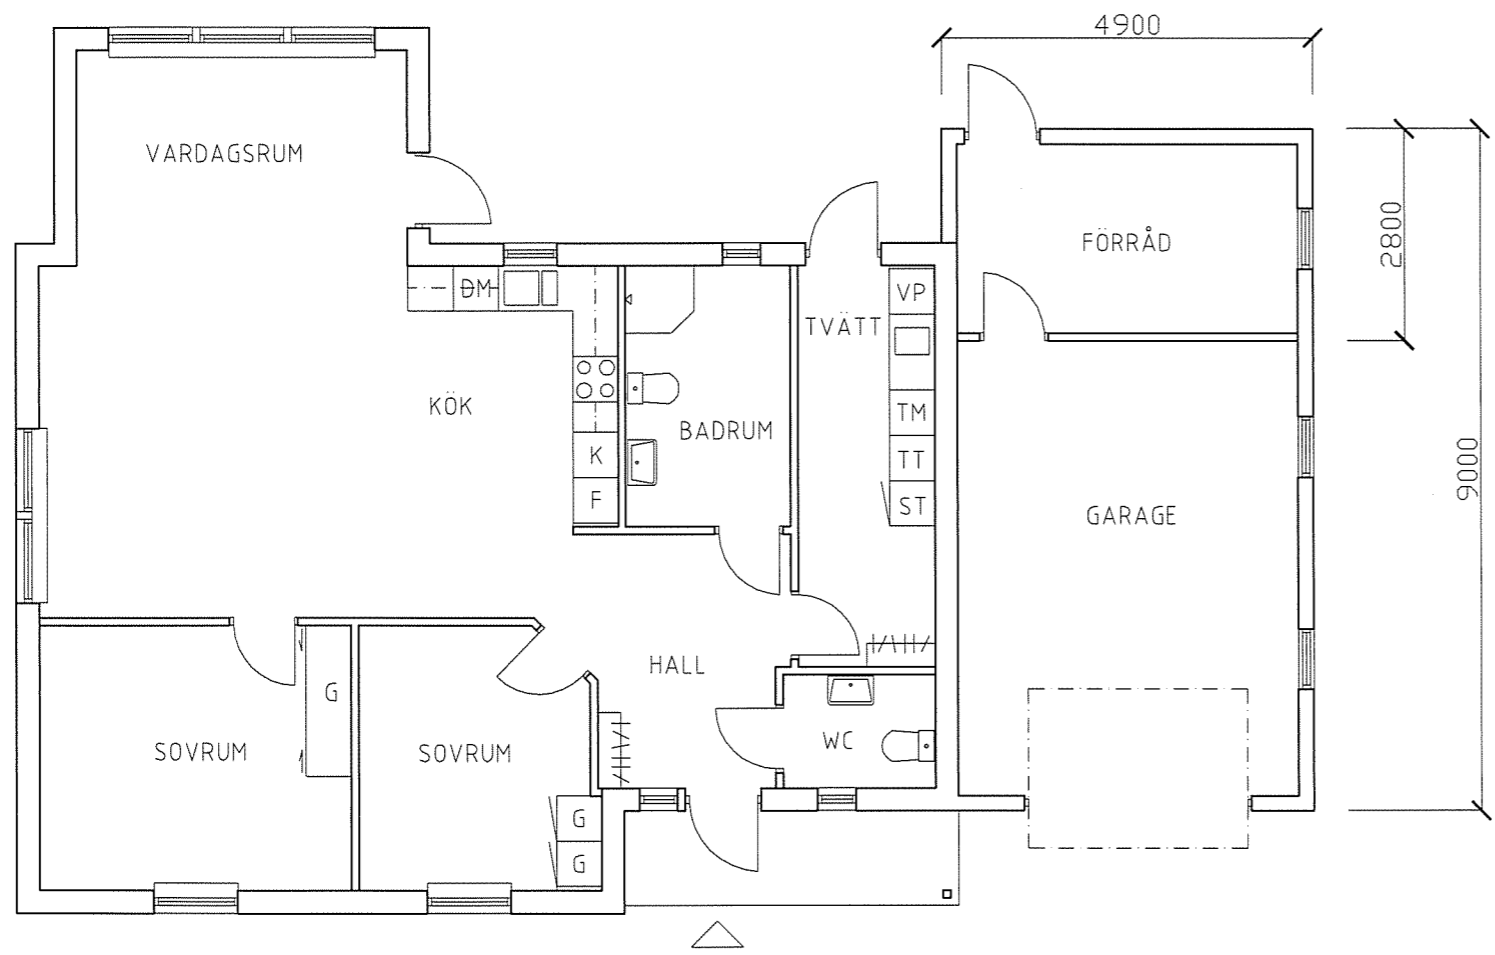 4900
VARDAGSRUM
FÖRRÅD
2800
DM
VP
TVÄTT
KÖK
TM
BADRUM
K
TT
9000
F
ST
GARAGE
HALL
G
SOVRUM
SOVRUM
WC
G
G